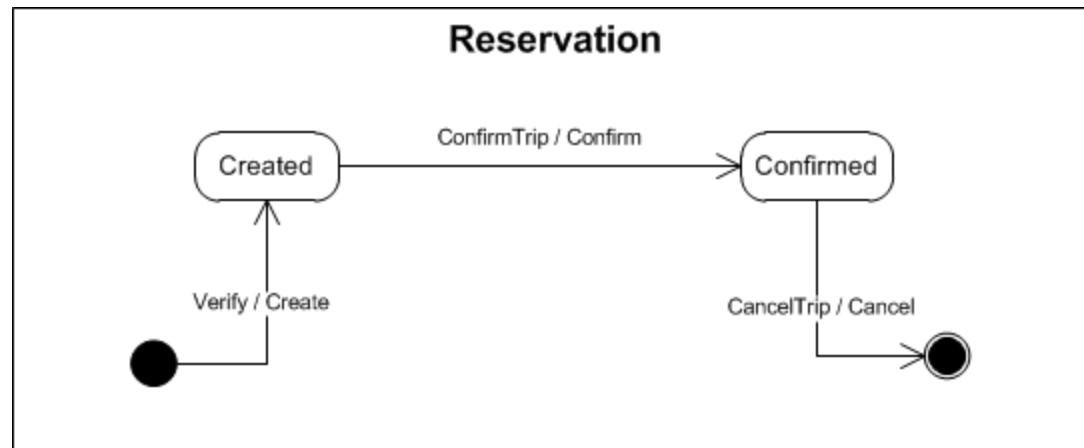 Reservation
ConfirmTrip / Confirm
Created
Confirmed
Verify / Create
CancelTrip / Cancel